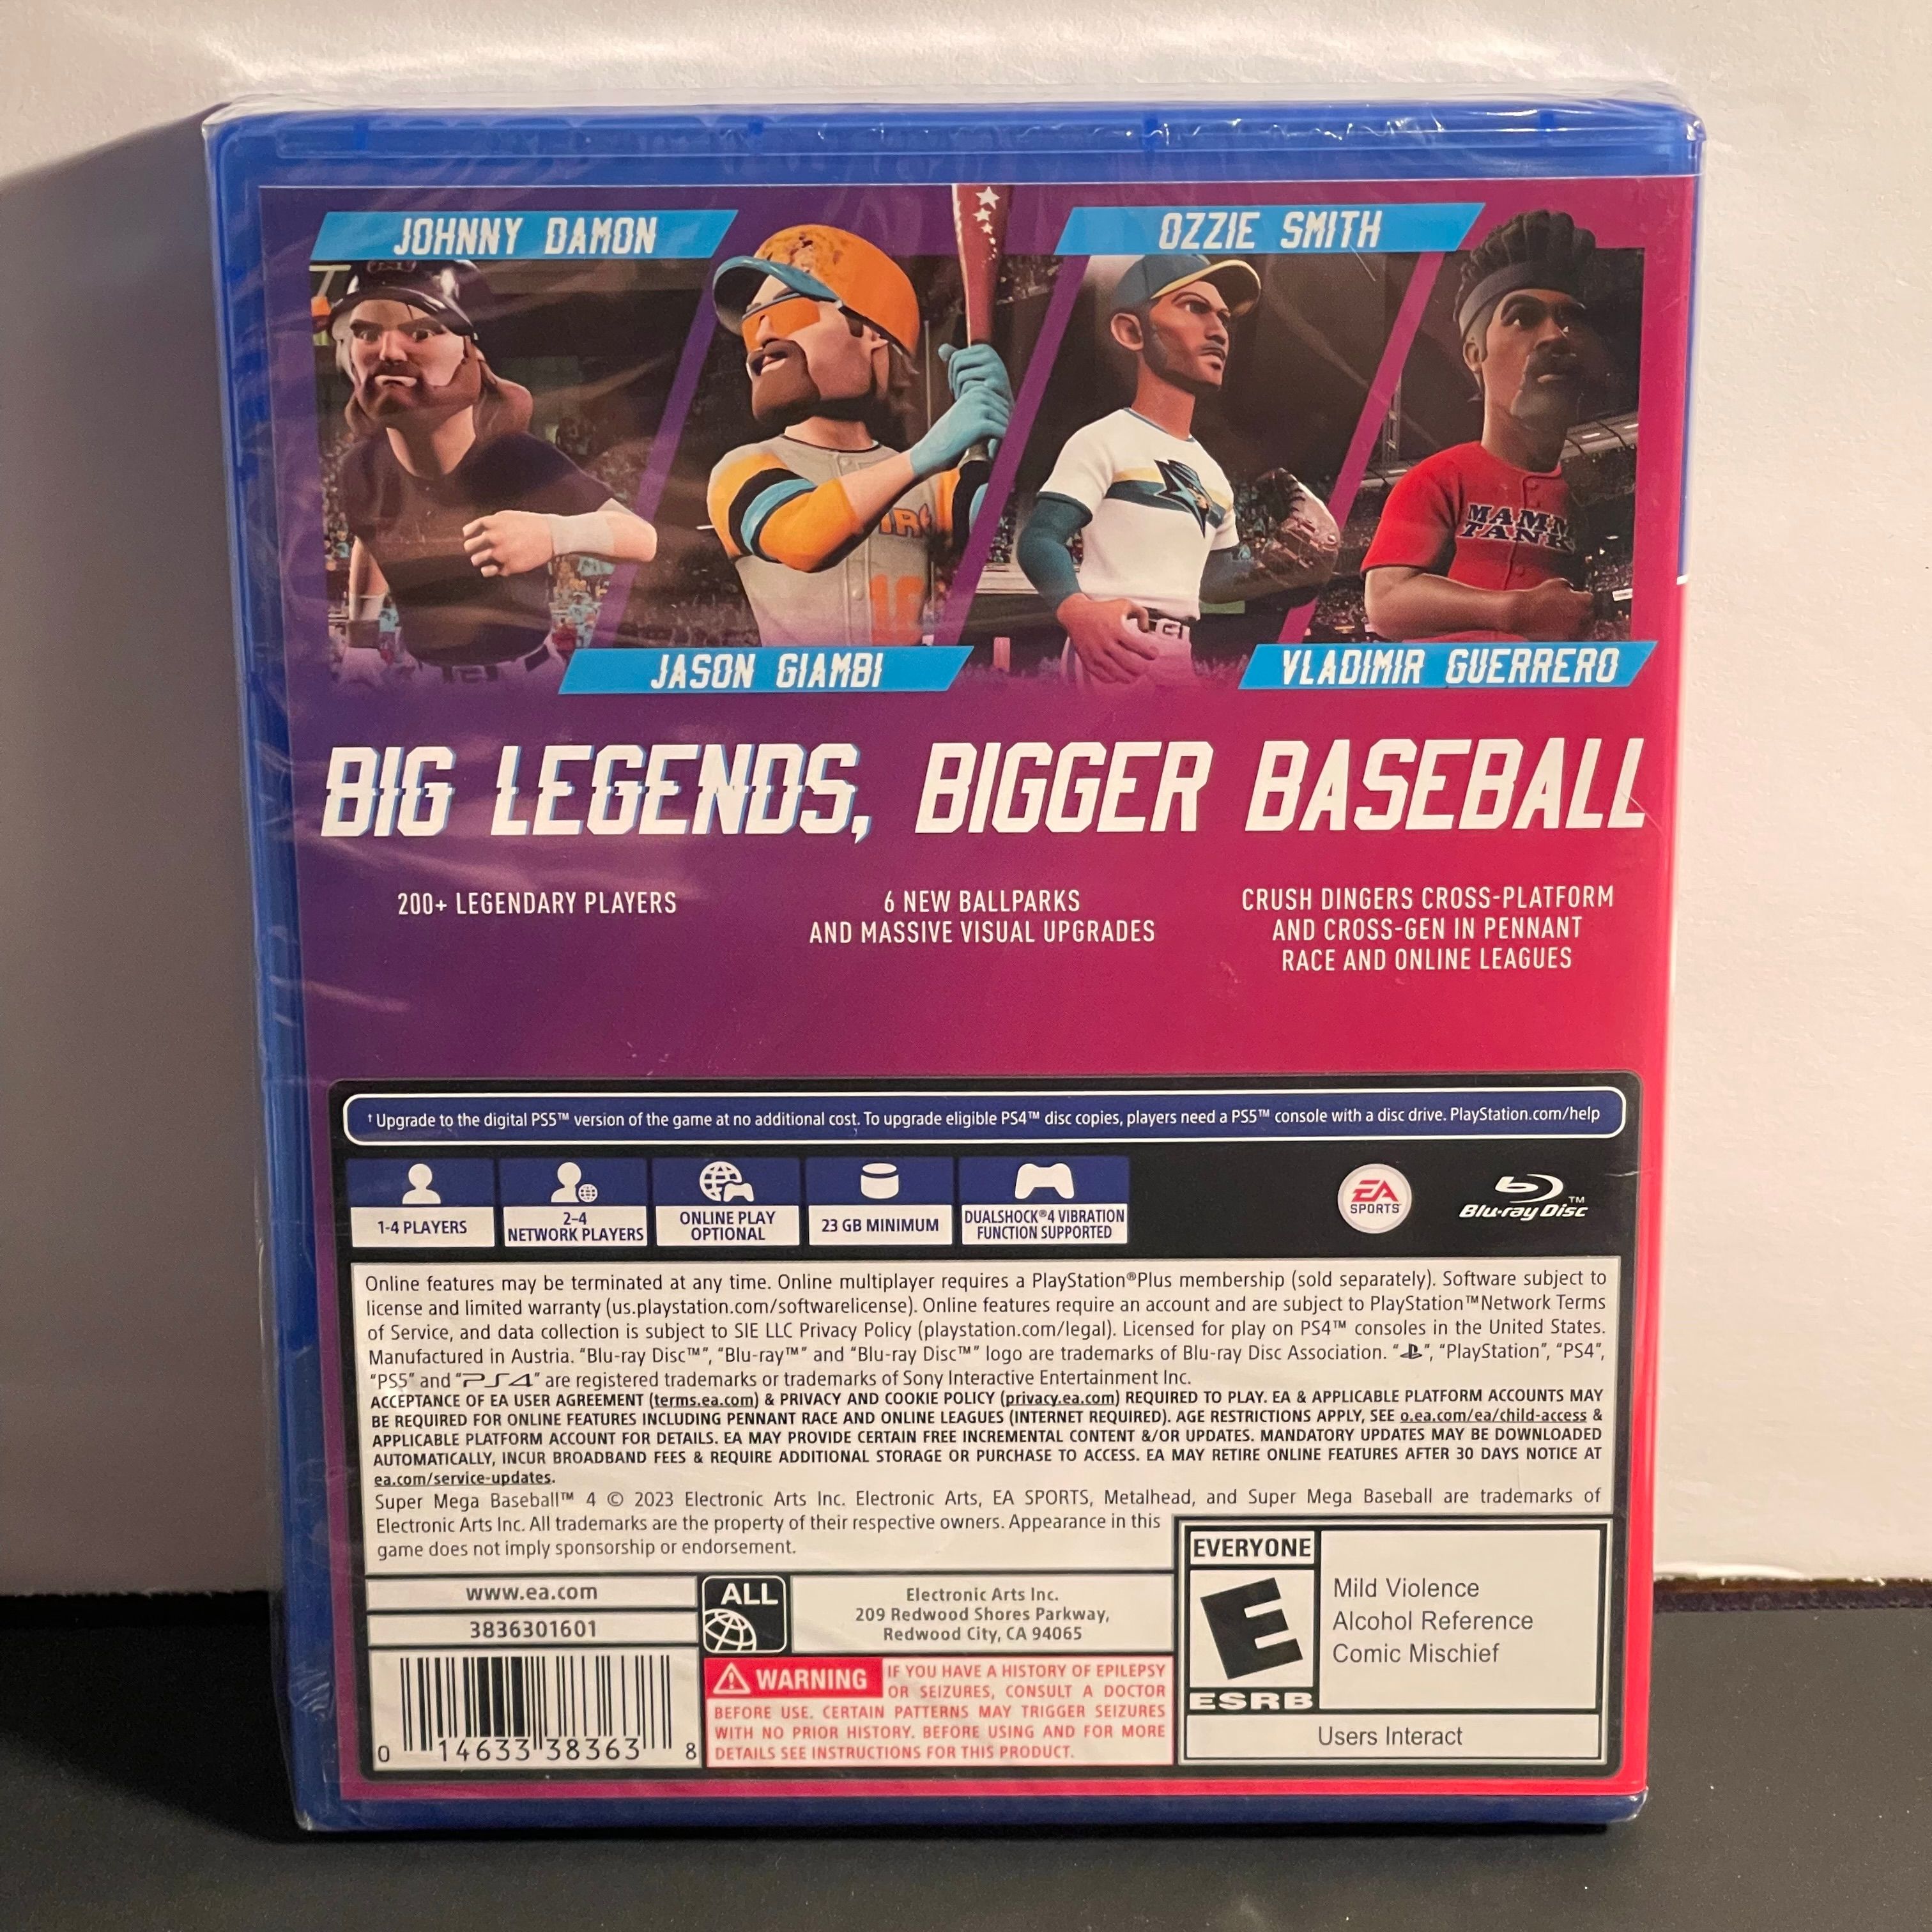 JOHNNY DAMON
OZZIE SMITH
MAMM
TANK
10
JASON GIAMBI
VLADIMIR GUERRERO
BIG LEGENDS, BIGGER BASEBALL
200+ LEGENDARY PLAYERS
6 NEW BALLPARKS
AND MASSIVE VISUAL UPGRADES
CRUSH DINGERS CROSS-PLATFORM
AND CROSS-GEN IN PENNANT
RACE AND ONLINE LEAGUES
† Upgrade to the digital PS5™ version of the game at no additional cost. To upgrade eligible PS4™ disc copies, players need a PS5™ console with a disc drive. PlayStation.com/help
1-4 PLAYERS
2–4
NETWORK PLAYERS
ONLINE PLAY
OPTIONAL
23 GB MINIMUM
DUALSHOCK®4 VIBRATION
FUNCTION SUPPORTED
EA
SPORTS™
Blu-ray Disc™
Online features may be terminated at any time. Online multiplayer requires a PlayStation®Plus membership (sold separately). Software subject to
license and limited warranty (us.playstation.com/softwarelicense). Online features require an account and are subject to PlayStation™Network Terms
of Service, and data collection is subject to SIE LLC Privacy Policy (playstation.com/legal). Licensed for play on PS4™ consoles in the United States.
Manufactured in Austria. "Blu-ray Disc™", "Blu-ray™" and "Blu-ray Disc™" logo are trademarks of Blu-ray Disc Association. "", "PlayStation", "PS4",
"PS5" and "PS4" are registered trademarks or trademarks of Sony Interactive Entertainment Inc.
ACCEPTANCE OF EA USER AGREEMENT (terms.ea.com) & PRIVACY AND COOKIE POLICY (privacy.ea.com) REQUIRED TO PLAY. EA & APPLICABLE PLATFORM ACCOUNTS MAY
BE REQUIRED FOR ONLINE FEATURES INCLUDING PENNANT RACE AND ONLINE LEAGUES (INTERNET REQUIRED). AGE RESTRICTIONS APPLY, SEE o.ea.com/ea/child-access &
APPLICABLE PLATFORM ACCOUNT FOR DETAILS. EA MAY PROVIDE CERTAIN FREE INCREMENTAL CONTENT &/OR UPDATES. MANDATORY UPDATES MAY BE DOWNLOADED
AUTOMATICALLY, INCUR BROADBAND FEES & REQUIRE ADDITIONAL STORAGE OR PURCHASE TO ACCESS. EA MAY RETIRE ONLINE FEATURES AFTER 30 DAYS NOTICE AT
ea.com/service-updates.
Super Mega Baseball™ 4 © 2023 Electronic Arts Inc. Electronic Arts, EA SPORTS, Metalhead, and Super Mega Baseball are trademarks of
Electronic Arts Inc. All trademarks are the property of their respective owners. Appearance in this
game does not imply sponsorship or endorsement.
www.ea.com
3836301601
0 14633 38363 8
ALL
Electronic Arts Inc.
209 Redwood Shores Parkway,
Redwood City, CA 94065
WARNING IF YOU HAVE A HISTORY OF EPILEPSY
OR SEIZURES, CONSULT A DOCTOR
BEFORE USE. CERTAIN PATTERNS MAY TRIGGER SEIZURES
WITH NO PRIOR HISTORY. BEFORE USING AND FOR MORE
DETAILS SEE INSTRUCTIONS FOR THIS PRODUCT.
EVERYONE
E
ESRB
Mild Violence
Alcohol Reference
Comic Mischief
Users Interact